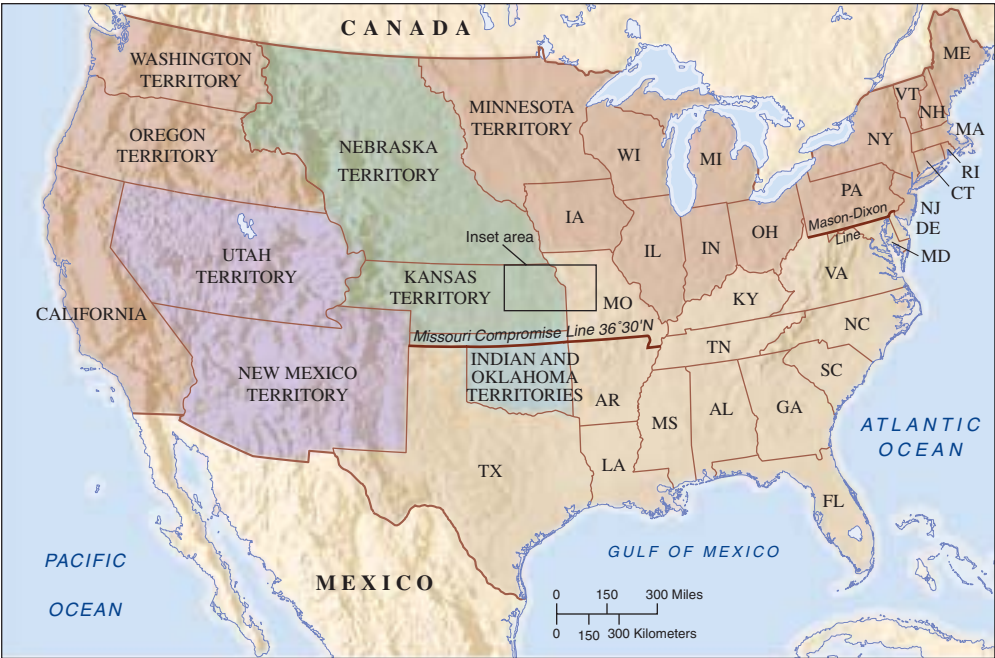 CANADA
WASHINGTON
TERRITORY
OREGON
TERRITORY
NEBRASKA
TERRITORY
MINNESOTA
TERRITORY
WI
MI
ME
VT
NH
NY
MA
RI
CT
PA
NJ
DE
MD
Mason-Dixon
Line
IA
IL
IN
OH
Inset area
UTAH
TERRITORY
KANSAS
TERRITORY
MO
KY
VA
CALIFORNIA
Missouri Compromise Line 36°30'N
NC
TN
SC
NEW MEXICO
TERRITORY
INDIAN AND
OKLAHOMA
TERRITORIES
AR
MS
AL
GA
ATLANTIC
OCEAN
TX
LA
FL
PACIFIC
OCEAN
MEXICO
GULF OF MEXICO
0 150 300 Miles
0 150 300 Kilometers